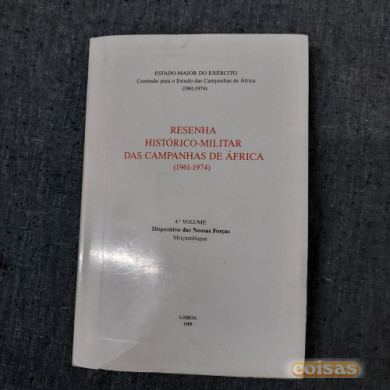 ESTADO-MAIOR DO EXÉRCITO
Comissão para o Estudo das Campanhas de África
(1961-1974)
RESENHA
HISTÓRICO-MILITAR
DAS CAMPANHAS DE ÁFRICA
(1961-1974)
4.º VOLUME
Dispositivo das Nossas Forças
Moçambique
LISBOA
1989
coisas